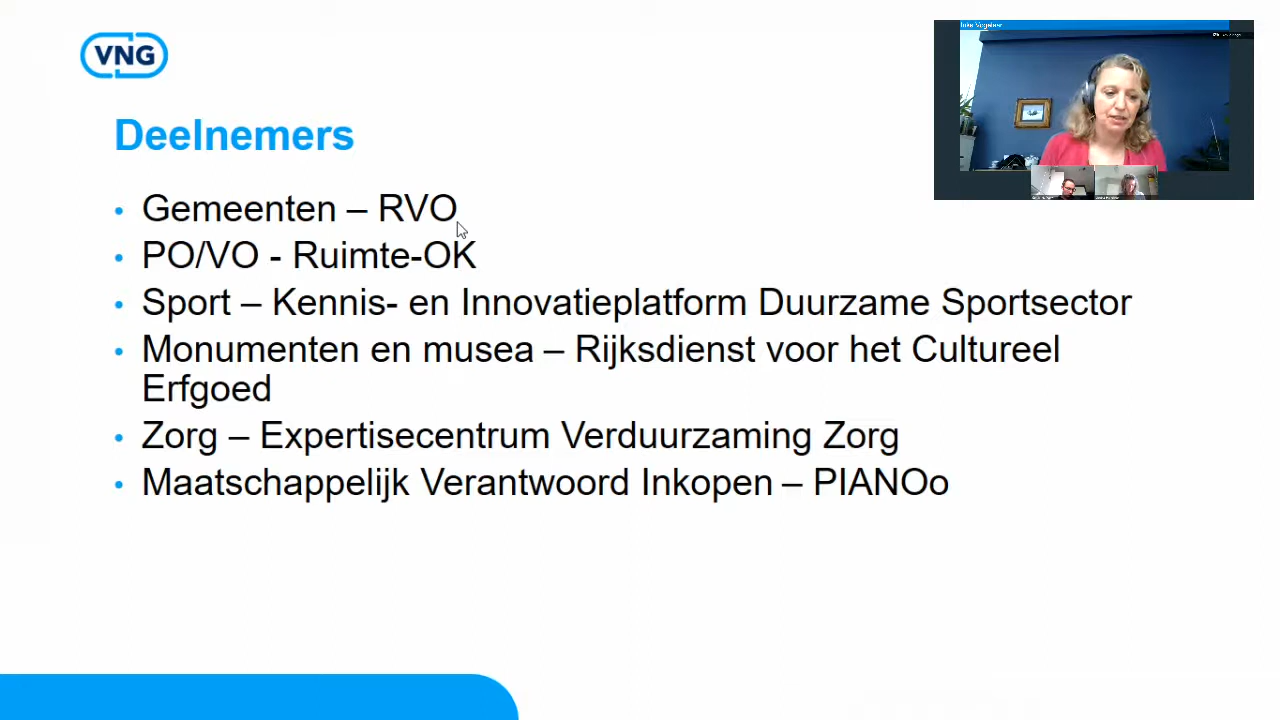 VNG
Deelnemers
• Gemeenten – RVO
• PO/VO - Ruimte-OK
• Sport – Kennis- en Innovatieplatform Duurzame Sportsector
• Monumenten en musea – Rijksdienst voor het Cultureel
Erfgoed
• Zorg – Expertisecentrum Verduurzaming Zorg
• Maatschappelijk Verantwoord Inkopen – PIANOo